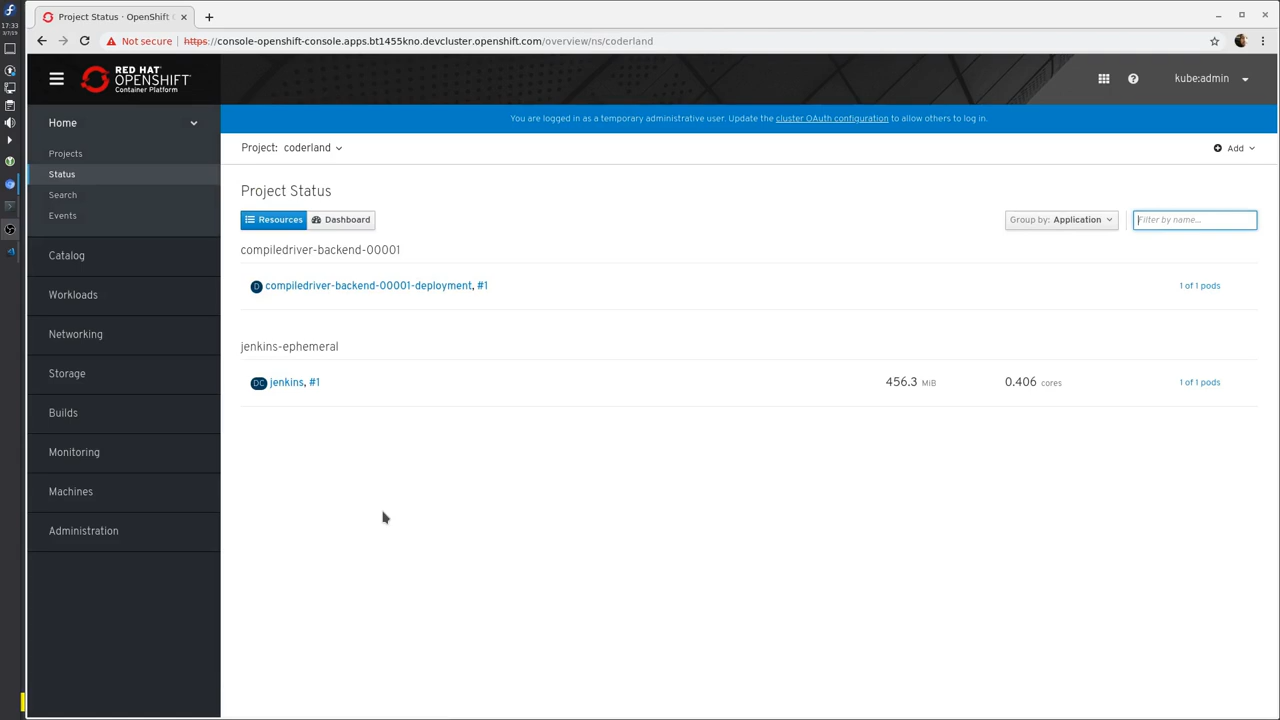 Project Status · OpenShift C
17:33
3/7/19
Not secure
https://console-openshift-console.apps.bt1455kno.devcluster.openshift.com/overview/ns/coderland
RED HAT
OPENSHIFT
Container Platform
kube:admin
You are logged in as a temporary administrative user. Update the cluster OAuth configuration to allow others to log in.
Home
Projects
Status
Search
Events
Catalog
Workloads
Networking
Storage
Builds
Monitoring
Machines
Administration
Project: coderland
Add
Project Status
Resources
Dashboard
Group by: Application
Filter by name...
compiledriver-backend-00001
D compiledriver-backend-00001-deployment, #1
1 of 1 pods
jenkins-ephemeral
DC jenkins, #1
456.3 MiB
0.406 cores
1 of 1 pods